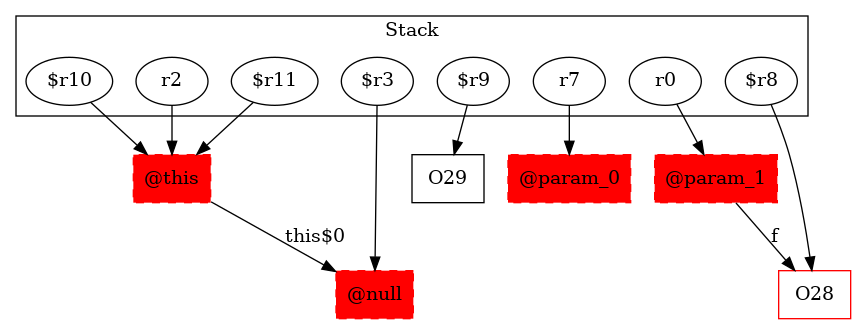 Stack
$r10
r2
$r11
$r3
$r9
r7
r0
$r8
@this
O29
@param_0
@param_1
this$0
f
@null
O28